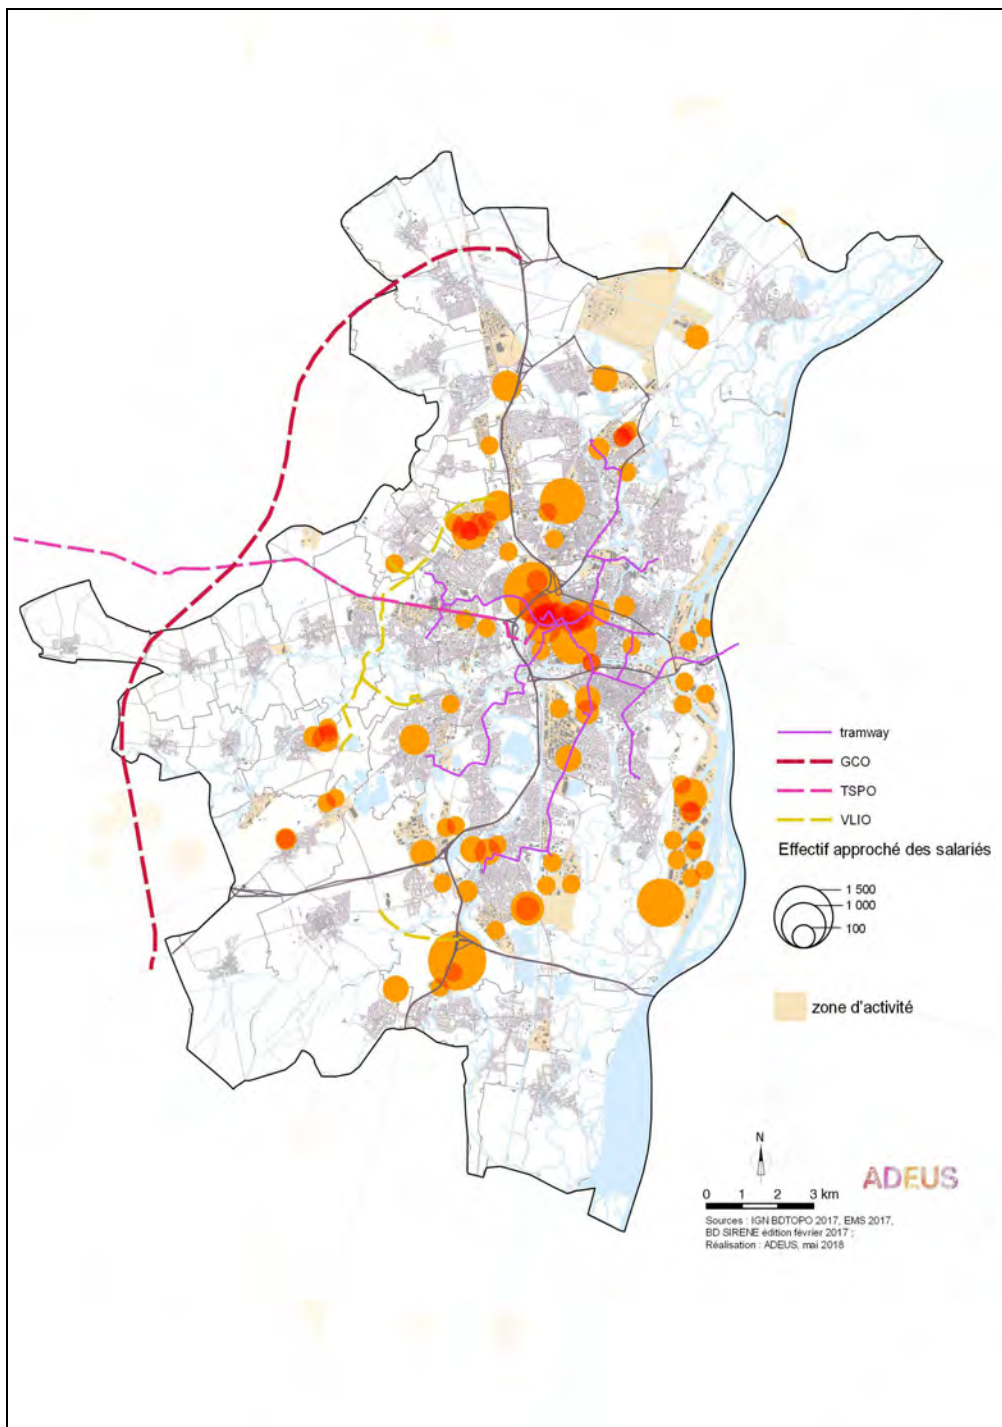 tramway
GCO
TSPO
VLIO
Effectif approché des salariés
1 500
1 000
100
zone d'activité
N
ADEUS
0 1 2 3 km
Sources : IGN BDTOPO 2017, EMS 2017,
BD SIRENE édition février 2017 ;
Réalisation : ADEUS, mai 2018